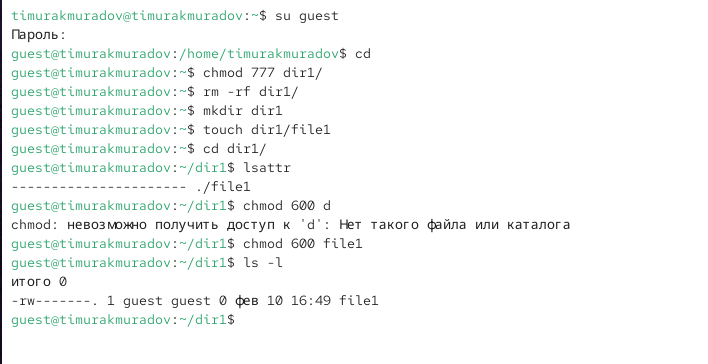 timurakmuradov@timurakmuradov:~$ su guest
Пароль:
guest@timurakmuradov:/home/timurakmuradov$ cd
guest@timurakmuradov:~$ chmod 777 dir1/
guest@timurakmuradov:~$ rm -rf dir1/
guest@timurakmuradov:~$ mkdir dir1
guest@timurakmuradov:~$ touch dir1/file1
guest@timurakmuradov:~$ cd dir1/
guest@timurakmuradov:~/dir1$ lsattr
---------------------- ./file1
guest@timurakmuradov:~/dir1$ chmod 600 d
chmod: невозможно получить доступ к 'd': Нет такого файла или каталога
guest@timurakmuradov:~/dir1$ chmod 600 file1
guest@timurakmuradov:~/dir1$ ls -l
итого 0
-rw-------. 1 guest guest 0 фев 10 16:49 file1
guest@timurakmuradov:~/dir1$